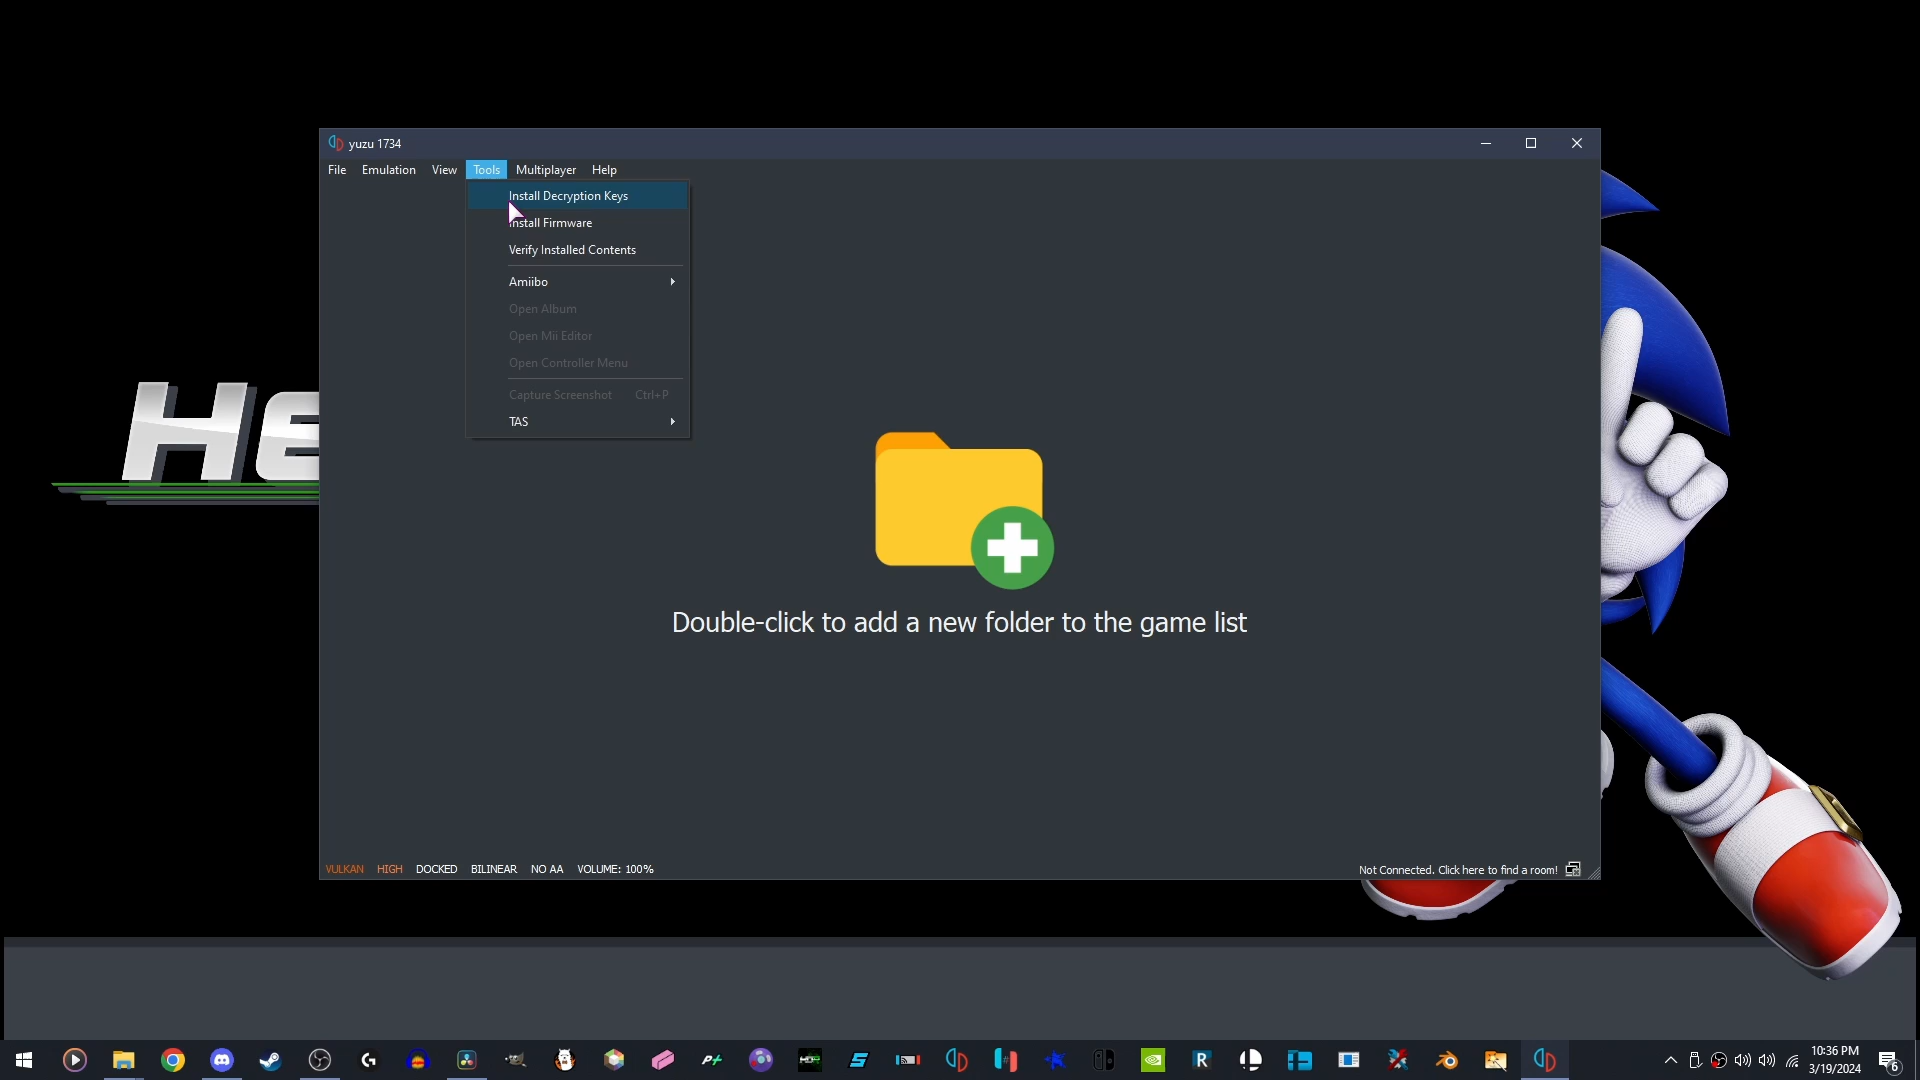 yuzu 1734
File Emulation View Tools Multiplayer Help
Install Decryption Keys
Install Firmware
Verify Installed Contents
Amiibo
Open Album
Open Mii Editor
Open Controller Menu
Capture Screenshot Ctrl+P
TAS
He
Double-click to add a new folder to the game list
VULKAN HIGH DOCKED BILINEAR NO AA VOLUME: 100%
Not Connected. Click here to find a room!
10:36 PM
3/19/2024
6